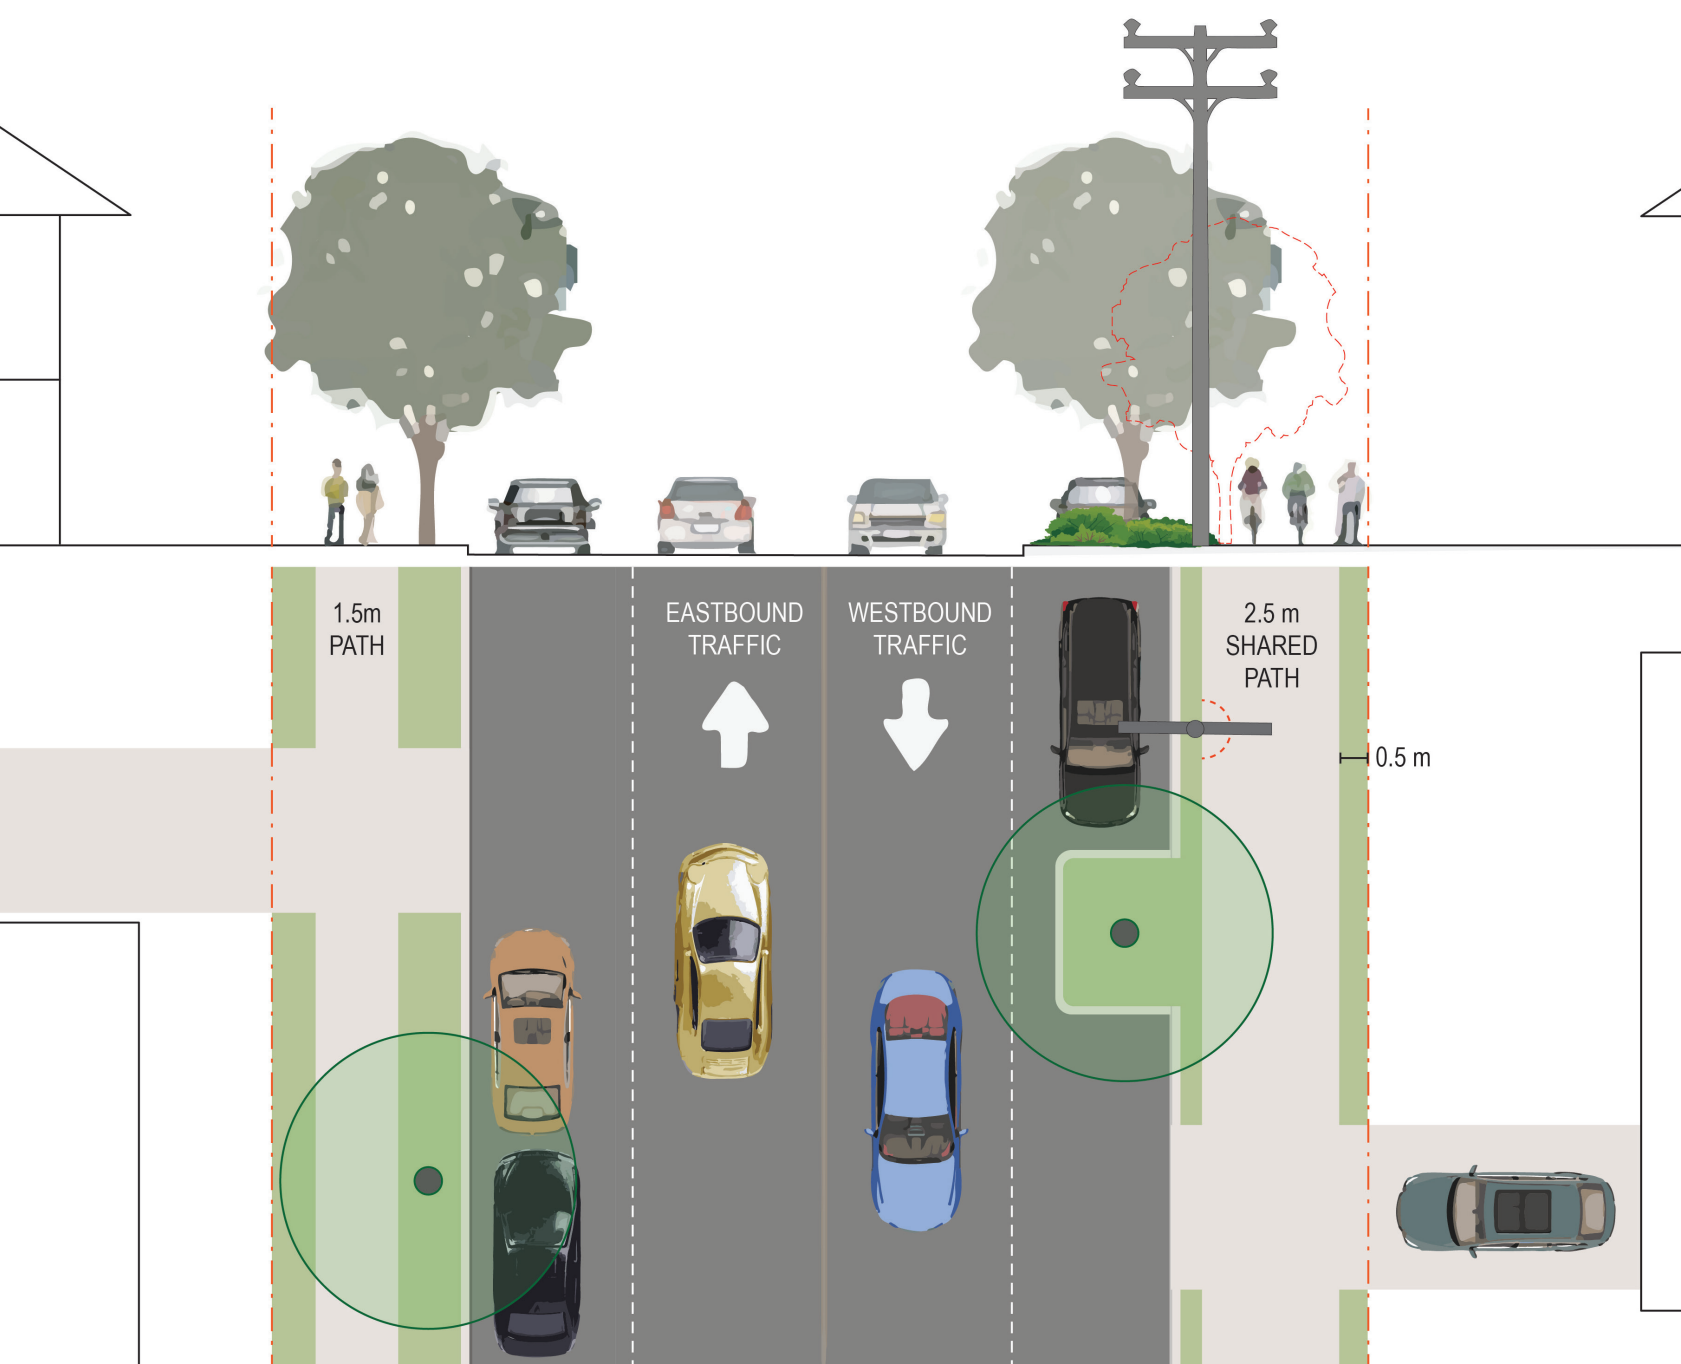 1.5m
PATH
EASTBOUND
TRAFFIC
WESTBOUND
TRAFFIC
2.5 m
SHARED
PATH
0.5 m